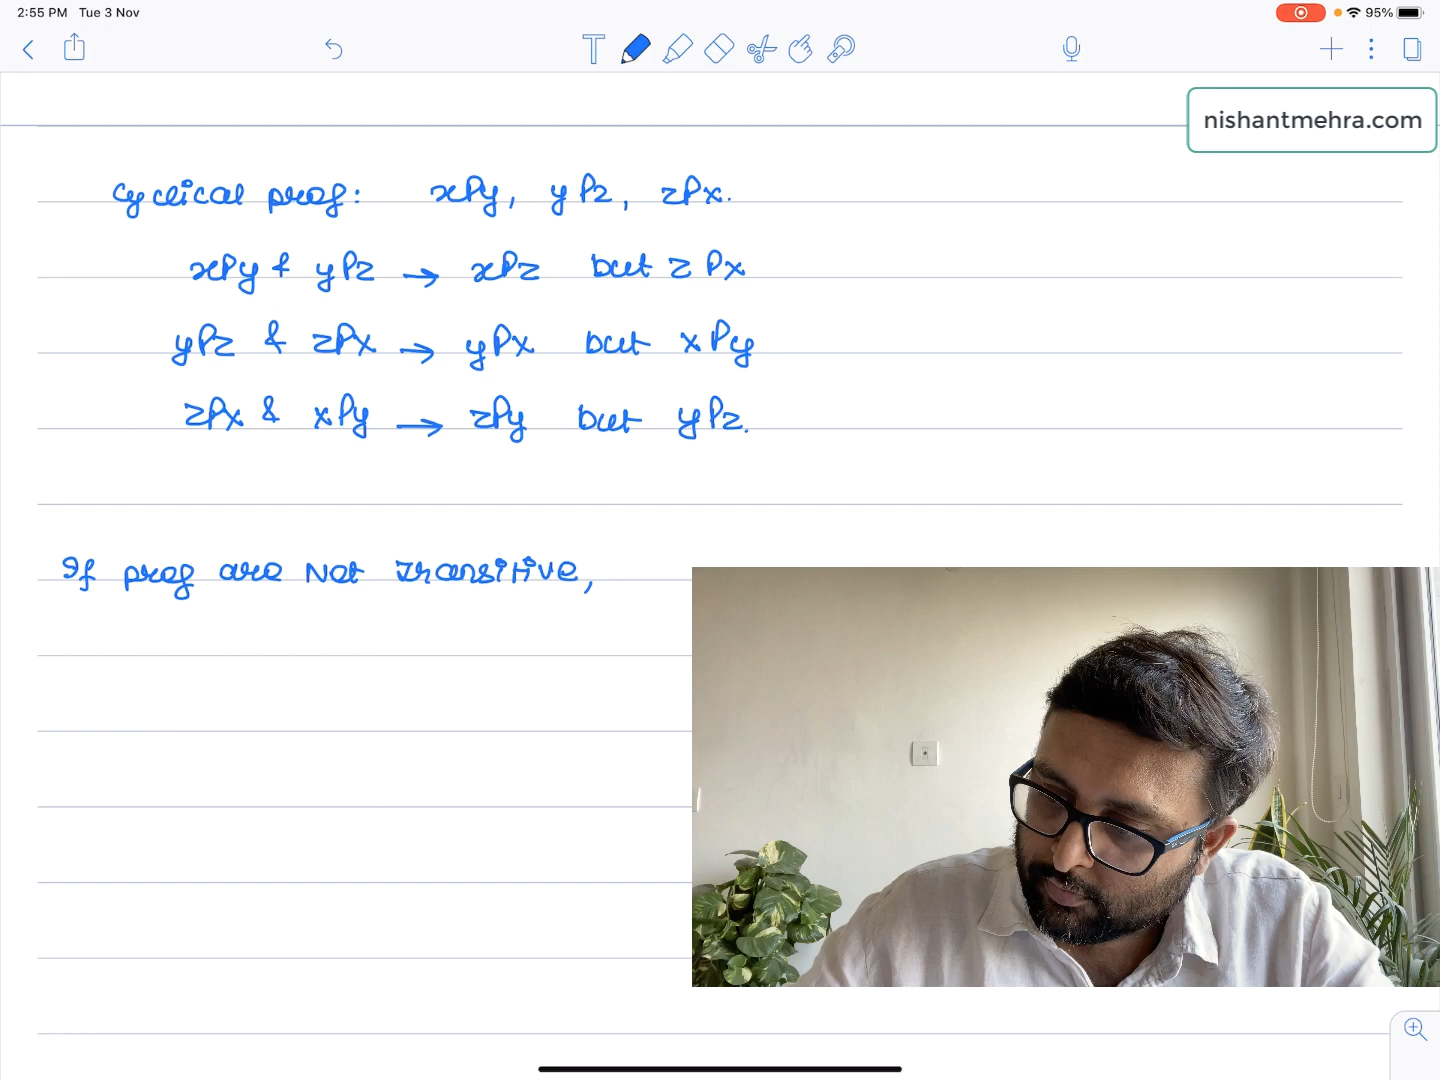 2:55 PM Tue 3 Nov
95%
T
nishantmehra.com
Cyclical pref: xPy, yPz, zPx.
xPy & yPz → xPz but zPx
yPz & zPx → yPx but xPy
zPx & xPy → zPy but yPz.
If pref are Not transitive,